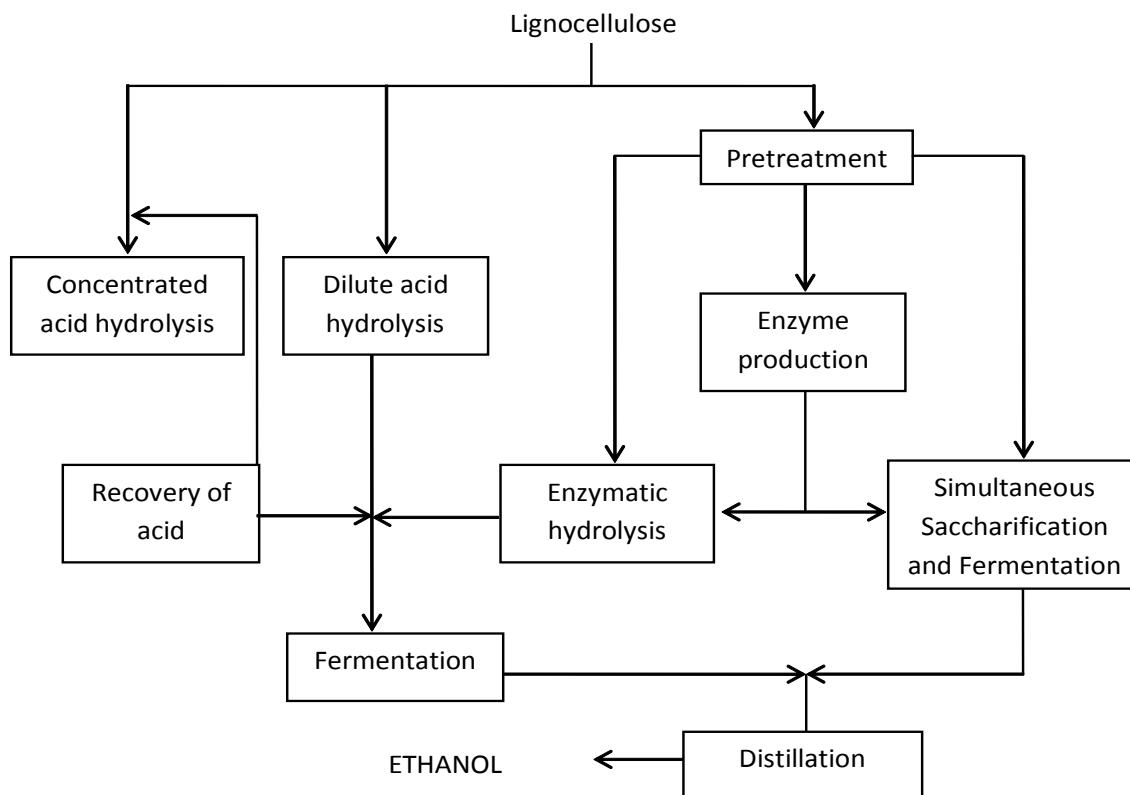 Lignocellulose
Pretreatment
Concentrated
acid hydrolysis
Dilute acid
hydrolysis
Enzyme
production
Recovery of
acid
Enzymatic
hydrolysis
Simultaneous
Saccharification
and Fermentation
Fermentation
Distillation
ETHANOL